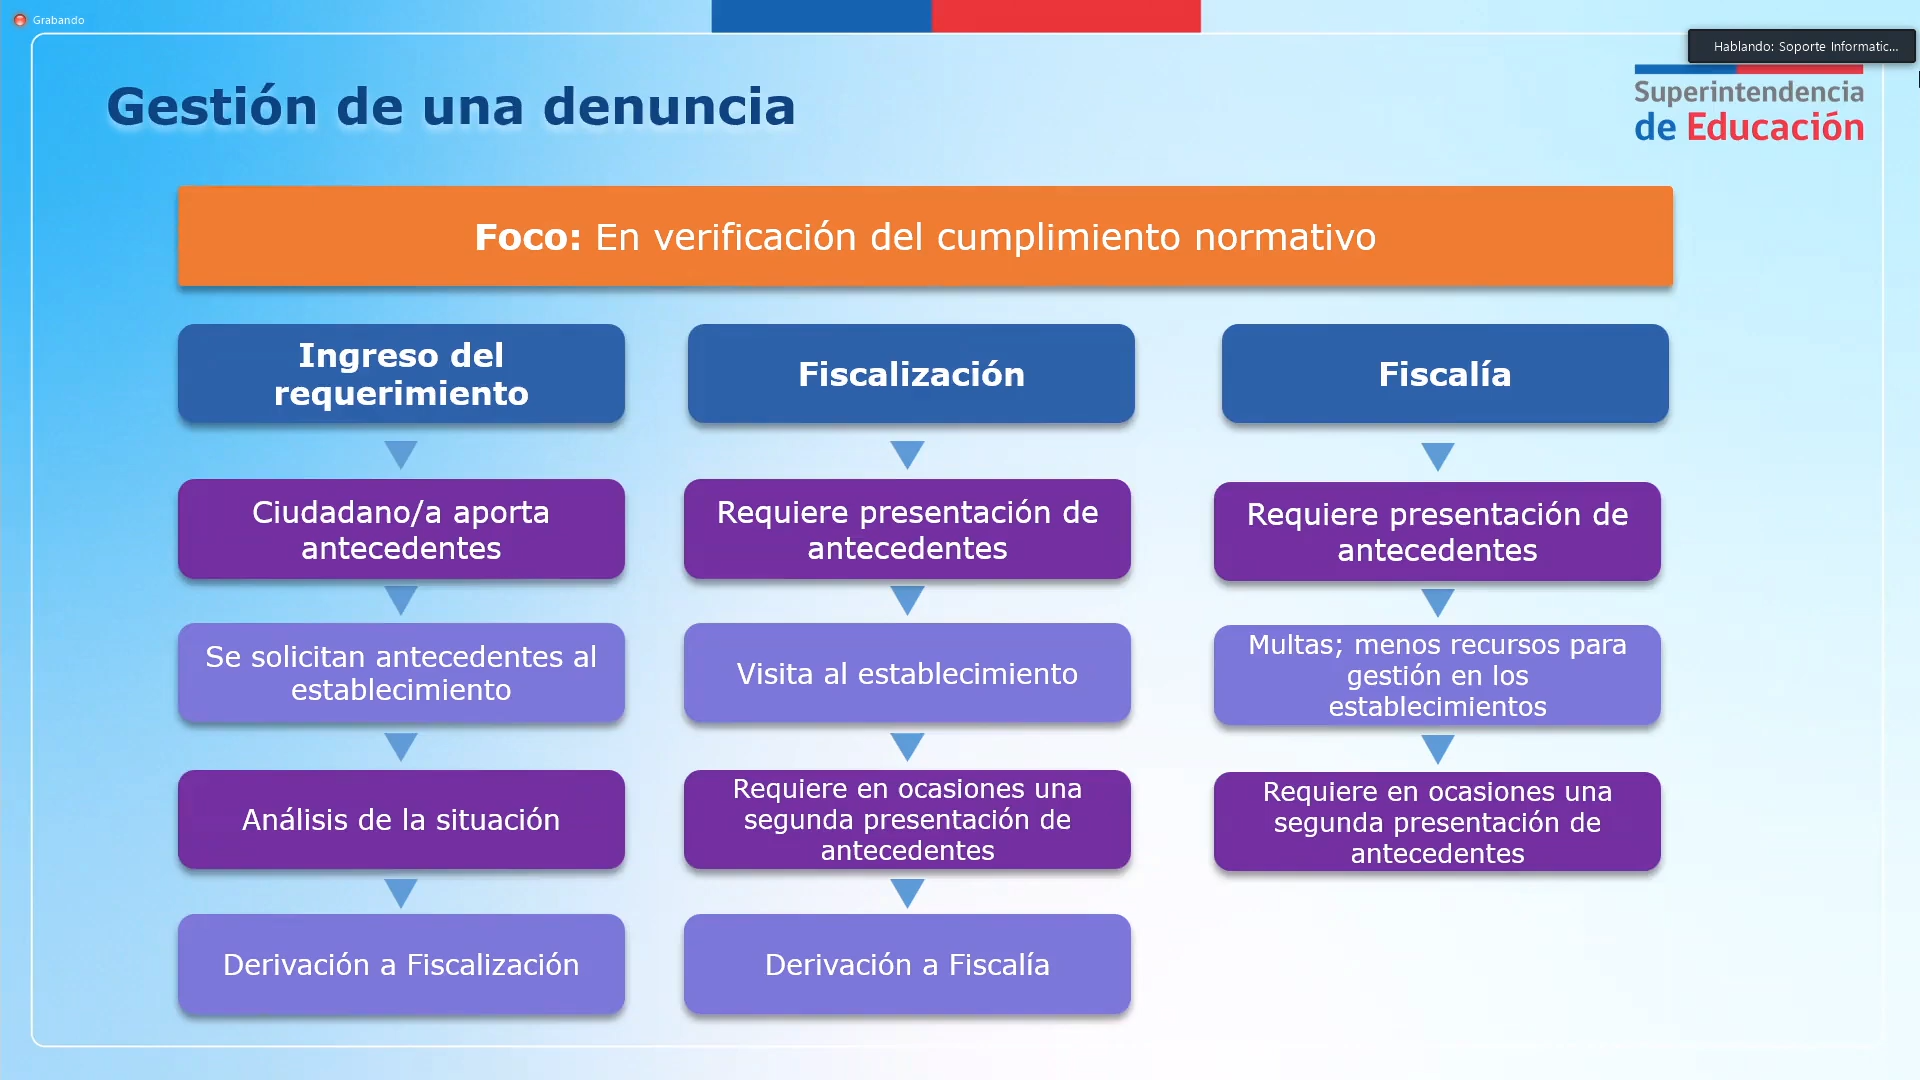 Grabando
Hablando: Soporte Informatic...
Superintendencia
de Educación
Gestión de una denuncia
Foco: En verificación del cumplimiento normativo
Ingreso del
requerimiento
Ciudadano/a aporta
antecedentes
Se solicitan antecedentes al
establecimiento
Análisis de la situación
Derivación a Fiscalización
Fiscalización
Requiere presentación de
antecedentes
Visita al establecimiento
Requiere en ocasiones una
segunda presentación de
antecedentes
Derivación a Fiscalía
Fiscalía
Requiere presentación de
antecedentes
Multas; menos recursos para
gestión en los
establecimientos
Requiere en ocasiones una
segunda presentación de
antecedentes